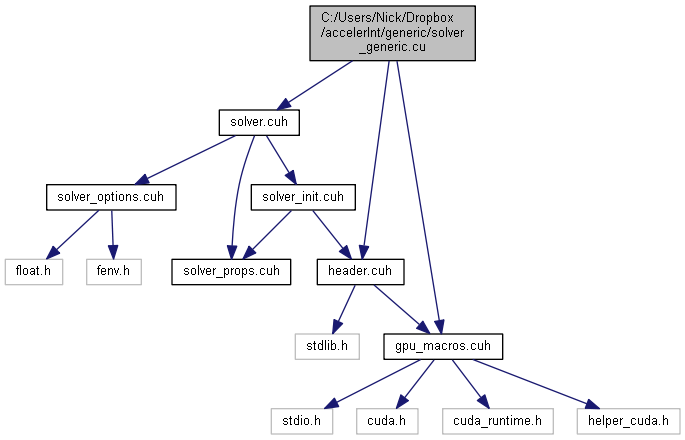 C:/Users/Nick/Dropbox
/accelerInt/generic/solver
_generic.cu
solver.cuh
solver_options.cuh
solver_init.cuh
float.h
fenv.h
solver_props.cuh
header.cuh
stdlib.h
gpu_macros.cuh
stdio.h
cuda.h
cuda_runtime.h
helper_cuda.h